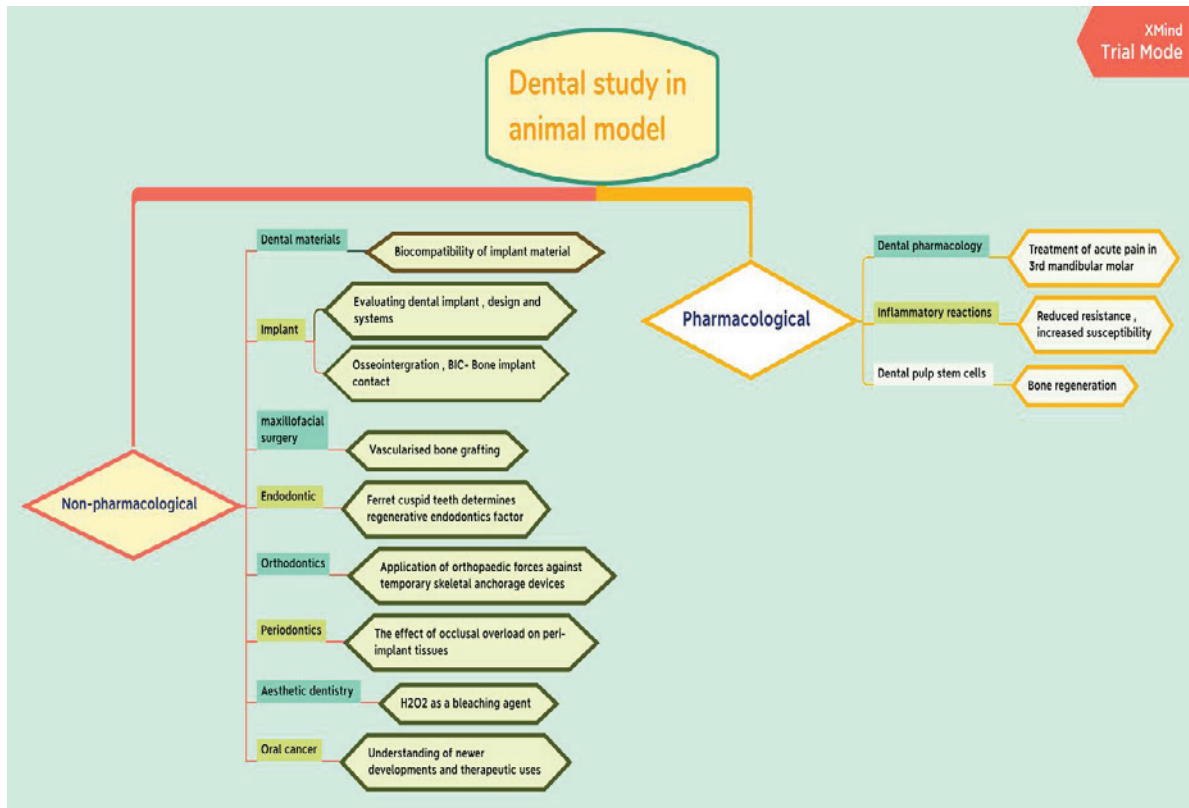 XMind
Trial Mode
Dental study in
animal model
Non-pharmacological
Dental materials
Biocompatibility of implant material
Implant
Evaluating dental implant , design and
systems
Osseointergration , BIC- Bone implant
contact
maxillofacial
surgery
Vascularised bone grafting
Endodontic
Ferret cuspid teeth determines
regenerative endodontics factor
Orthodontics
Application of orthopaedic forces against
temporary skeletal anchorage devices
Periodontics
The effect of occlusal overload on peri-
implant tissues
Aesthetic dentistry
H2O2 as a bleaching agent
Oral cancer
Understanding of newer
developments and therapeutic uses
Pharmacological
Dental pharmacology
Treatment of acute pain in
3rd mandibular molar
Inflammatory reactions
Reduced resistance ,
increased susceptibility
Dental pulp stem cells
Bone regeneration